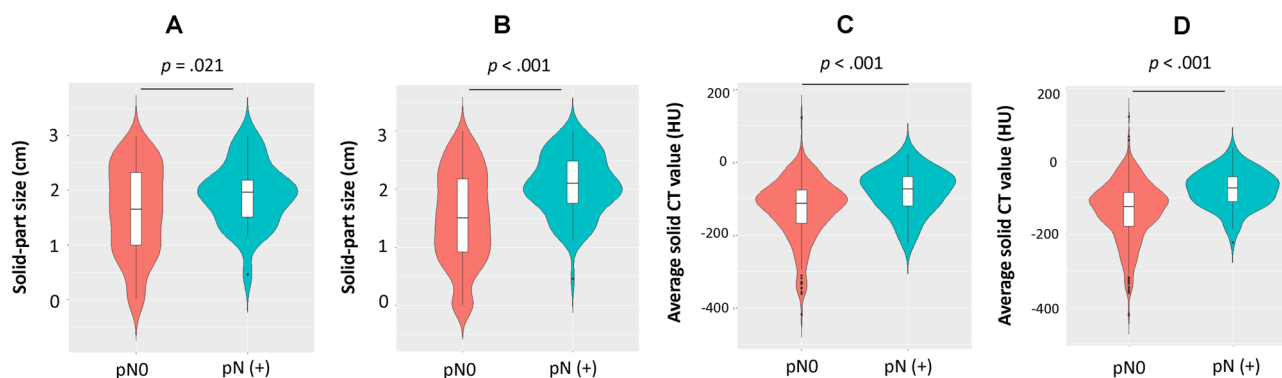 A
p = .021
Solid-part size (cm)
3
2
1
0
pN0 pN (+)
B
p < .001
Solid-part size (cm)
3
2
1
0
pN0 pN (+)
C
p < .001
Average solid CT value (HU)
200
0
-200
-400
pN0 pN (+)
D
p < .001
Average solid CT value (HU)
200
0
-200
-400
pN0 pN (+)